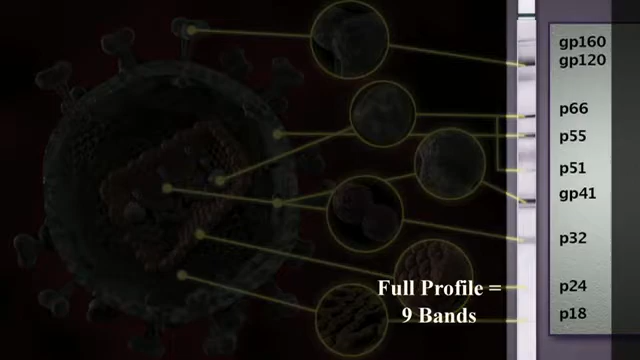 gp160
gp120
p66
p55
p51
gp41
p32
p24
p18
Full Profile =
9 Bands